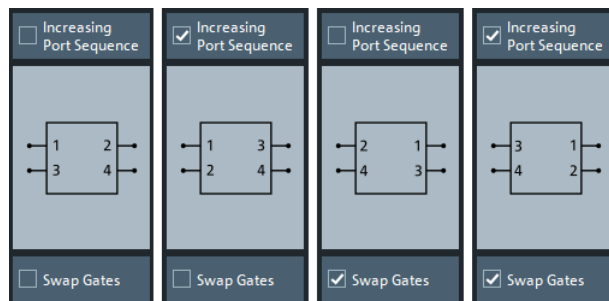 Increasing
Port Sequence
1 2
3 4
Swap Gates
Increasing
Port Sequence
1 3
2 4
Swap Gates
Increasing
Port Sequence
2 1
4 3
Swap Gates
Increasing
Port Sequence
3 1
4 2
Swap Gates